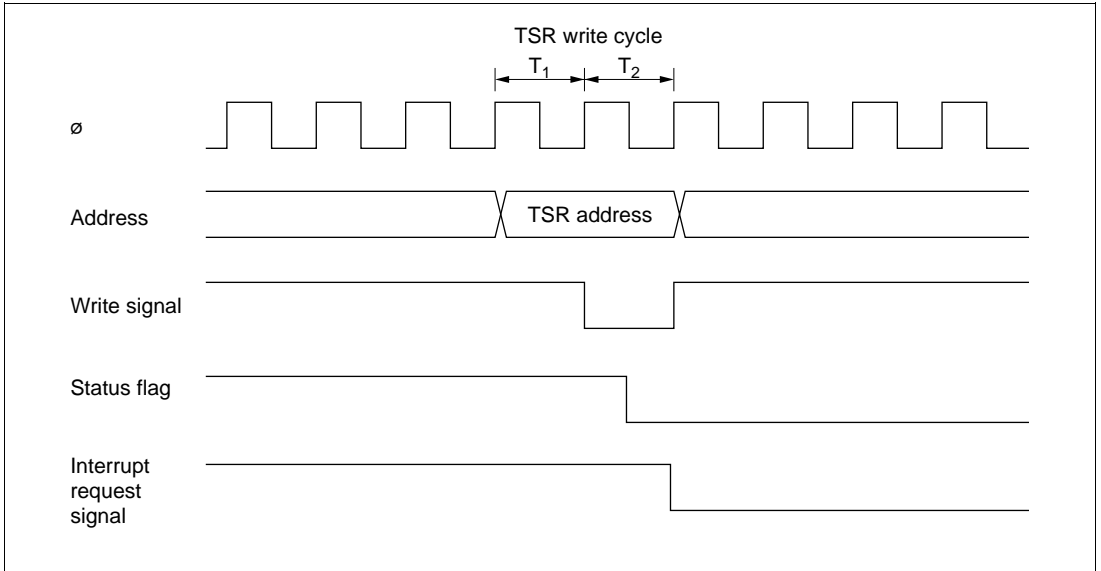 TSR write cycle
T₁ T₂
ø
Address
TSR address
Write signal
Status flag
Interrupt
request
signal